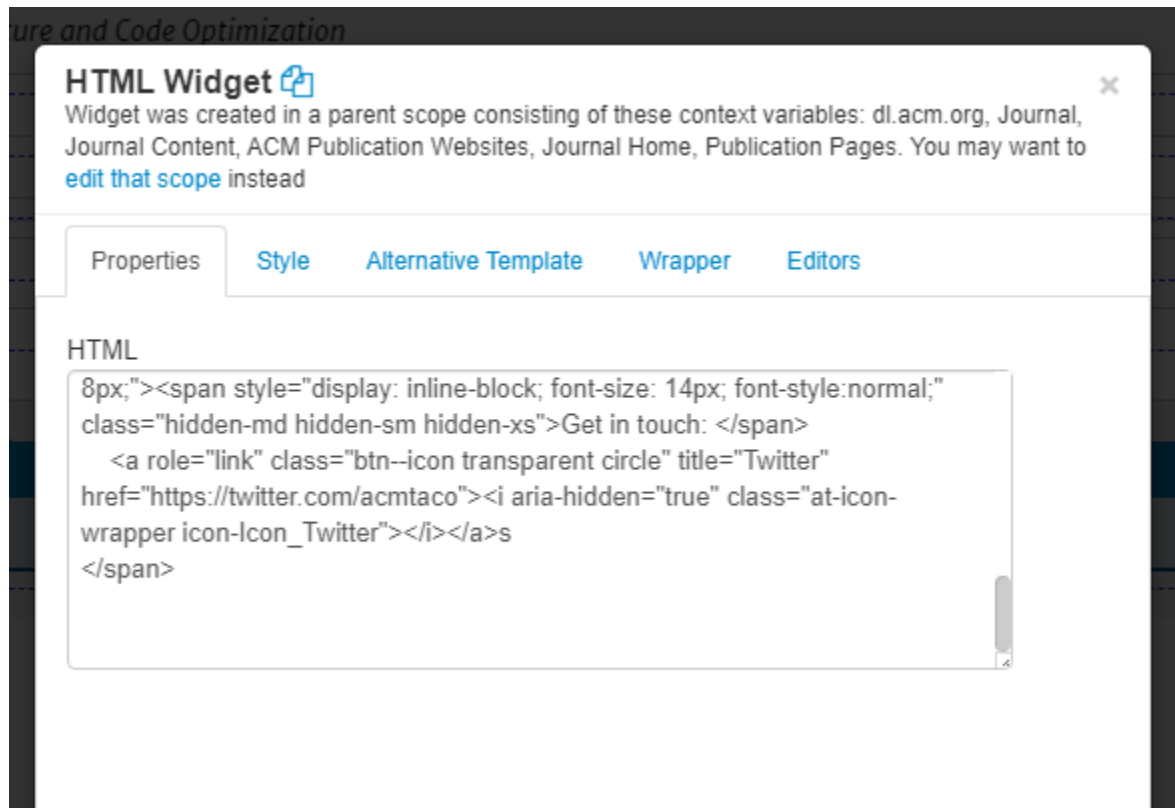 ure and Code Optimization
HTML Widget
Widget was created in a parent scope consisting of these context variables: dl.acm.org, Journal,
Journal Content, ACM Publication Websites, Journal Home, Publication Pages. You may want to
edit that scope instead
Properties Style Alternative Template Wrapper Editors
HTML
8px;"><span style="display: inline-block; font-size: 14px; font-style:normal;"
class="hidden-md hidden-sm hidden-xs">Get in touch: </span>
    <a role="link" class="btn--icon transparent circle" title="Twitter"
href="https://twitter.com/acmtaco"><i aria-hidden="true" class="at-icon-
wrapper icon-Icon_Twitter"></i></a>s
</span>